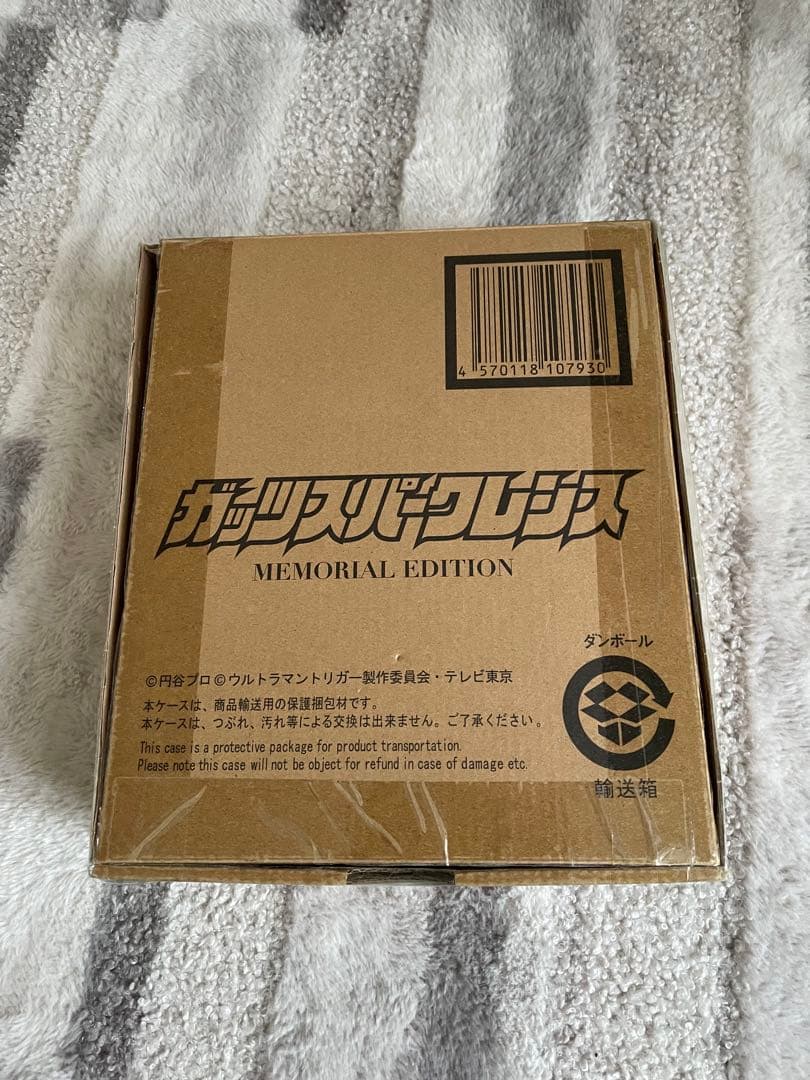 4 570118 107930
ガッツスパークレンス
MEMORIAL EDITION
ダンボール
©円谷プロ ©ウルトラマントリガー製作委員会・テレビ東京
本ケースは、商品輸送用の保護梱包材です。
本ケースは、つぶれ、汚れ等による交換は出来ません。ご了承ください。
This case is a protective package for product transportation.
Please note this case will not be object for refund in case of damage etc.
輸送箱